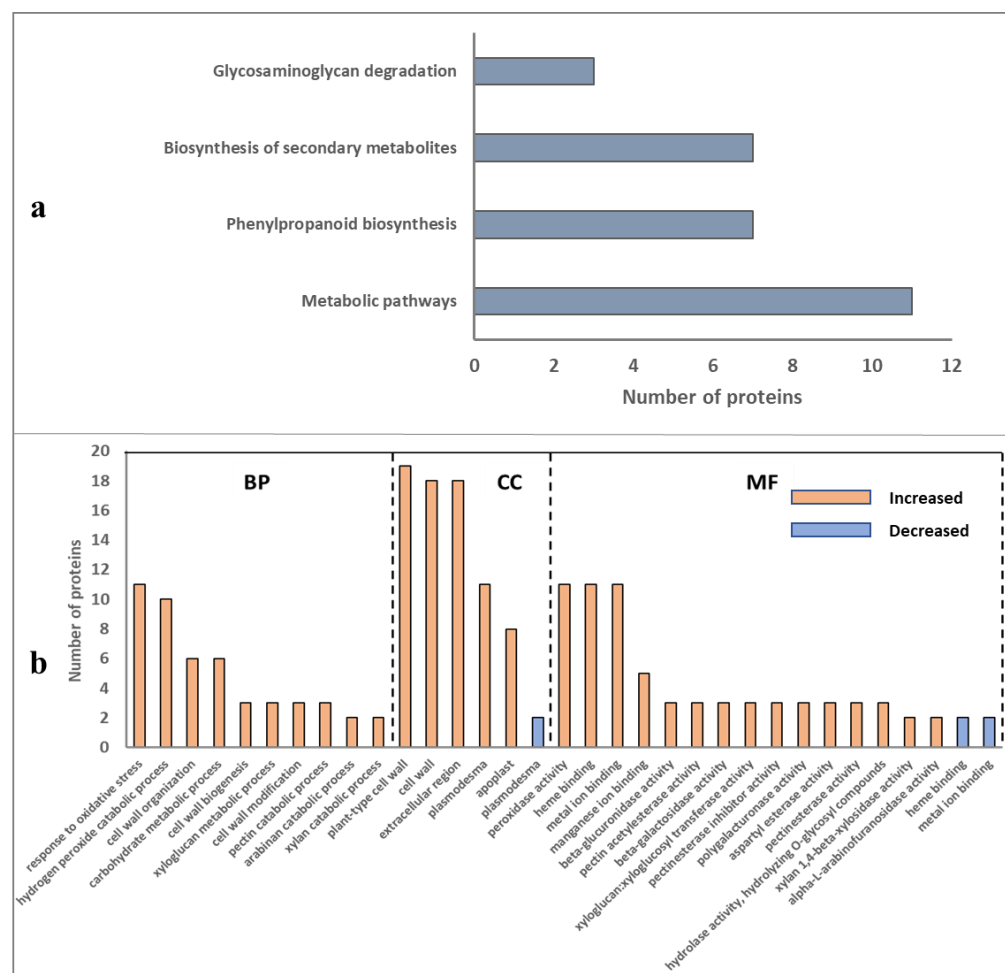 a
Glycosaminoglycan degradation
Biosynthesis of secondary metabolites
Phenylpropanoid biosynthesis
Metabolic pathways
0 2 4 6 8 10 12
Number of proteins
b
Number of proteins
20
18
16
14
12
10
8
6
4
2
0
BP CC MF
Increased
Decreased
response to oxidative stress
hydrogen peroxide catabolic process
cell wall organization
carbohydrate metabolic process
cell wall biogenesis
xyloglucan metabolic process
cell wall modification
pectin catabolic process
arabinan catabolic process
xylan catabolic process
plant-type cell wall
cell wall
extracellular region
plasmodesma
apoplast
plasmodesma
peroxidase activity
heme binding
metal ion binding
manganese ion binding
beta-glucuronidase activity
pectin acetylesterase activity
beta-galactosidase activity
xyloglucan:xyloglucosyl transferase activity
pectinesterase inhibitor activity
polygalacturonase activity
aspartyl esterase activity
pectinesterase activity
hydrolase activity, hydrolyzing O-glycosyl compounds
xylan 1,4-beta-xylosidase activity
alpha-L-arabinofuranosidase activity
heme binding
metal ion binding